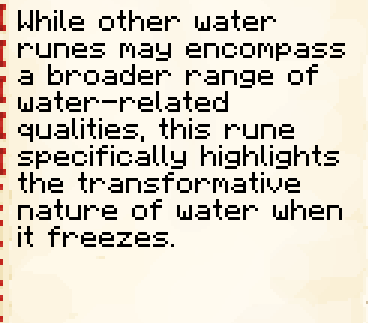 While other water
runes may encompass
a broader range of
water-related
qualities, this rune
specifically highlights
the transformative
nature of water when
it freezes.